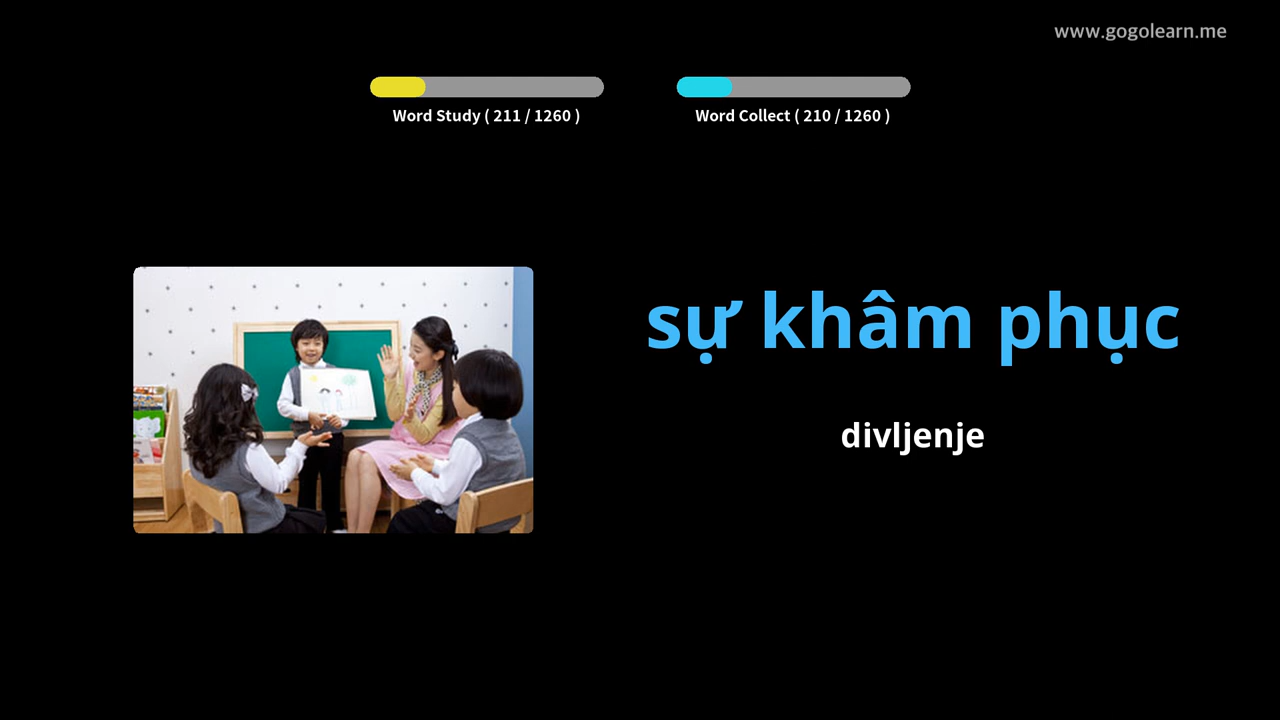 www.gogolearn.me
Word Study ( 211 / 1260 )
Word Collect ( 210 / 1260 )
sự khâm phục
divljenje